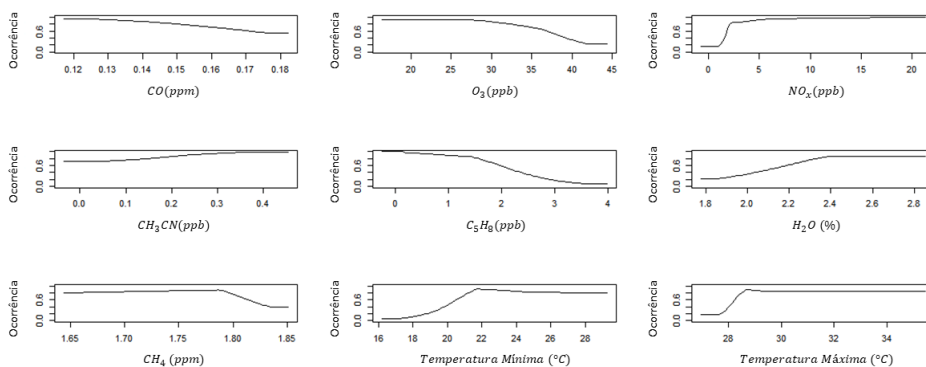 Ocorrência
0.0 0.6
0.12 0.13 0.14 0.15 0.16 0.17 0.18
CO(ppm)
Ocorrência
0.0 0.6
20 25 30 35 40 45
O₃(ppb)
Ocorrência
0.0 0.6
0 5 10 15 20
NOₓ(ppb)
Ocorrência
0.0 0.6
0.0 0.1 0.2 0.3 0.4
CH₃CN(ppb)
Ocorrência
0.0 0.6
0 1 2 3 4
C₅H₈(ppb)
Ocorrência
0.0 0.6
1.8 2.0 2.2 2.4 2.6 2.8
H₂O (%)
Ocorrência
0.0 0.6
1.65 1.70 1.75 1.80 1.85
CH₄ (ppm)
Ocorrência
0.0 0.6
16 18 20 22 24 26 28
Temperatura Mínima (°C)
Ocorrência
0.0 0.6
28 30 32 34
Temperatura Máxima (°C)